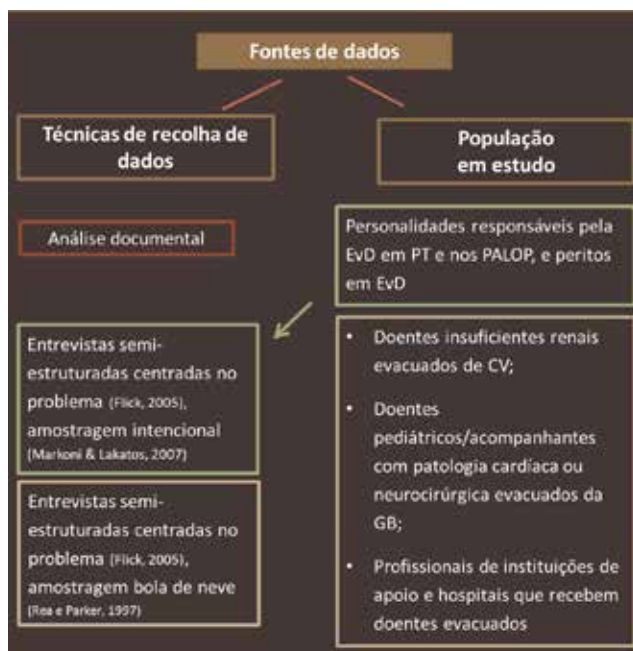 Fontes de dados
Técnicas de recolha de
dados
População
em estudo
Análise documental
Personalidades responsáveis pela
EvD em PT e nos PALOP, e peritos
em EvD
Entrevistas semi-
estruturadas centradas no
problema (Flick, 2005),
amostragem intencional
(Markoni & Lakatos, 2007)
Entrevistas semi-
estruturadas centradas no
problema (Flick, 2005),
amostragem bola de neve
(Rea e Parker, 1997)
• Doentes insuficientes renais
evacuados de CV;
• Doentes
pediátricos/acompanhantes
com patologia cardíaca ou
neurocirúrgica evacuados da
GB;
• Profissionais de instituições de
apoio e hospitais que recebem
doentes evacuados